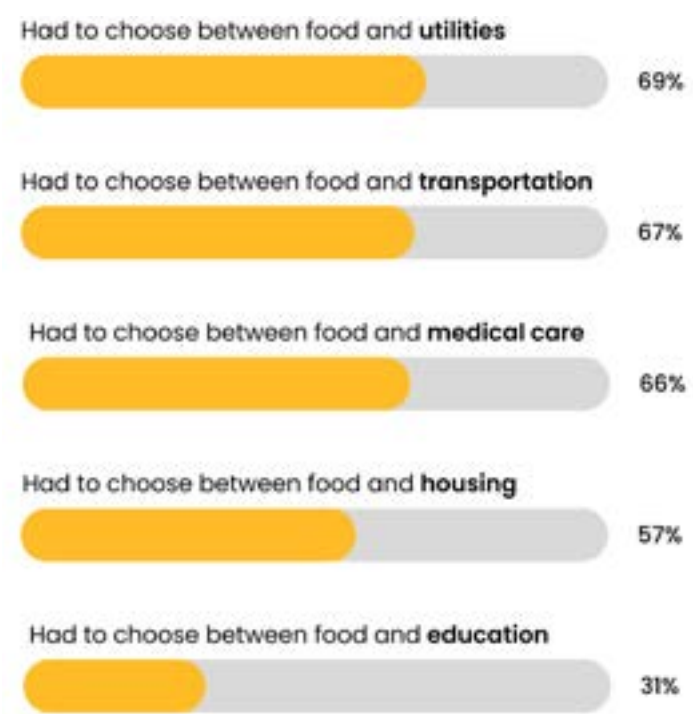 Had to choose between food and utilities
69%
Had to choose between food and transportation
67%
Had to choose between food and medical care
66%
Had to choose between food and housing
57%
Had to choose between food and education
31%